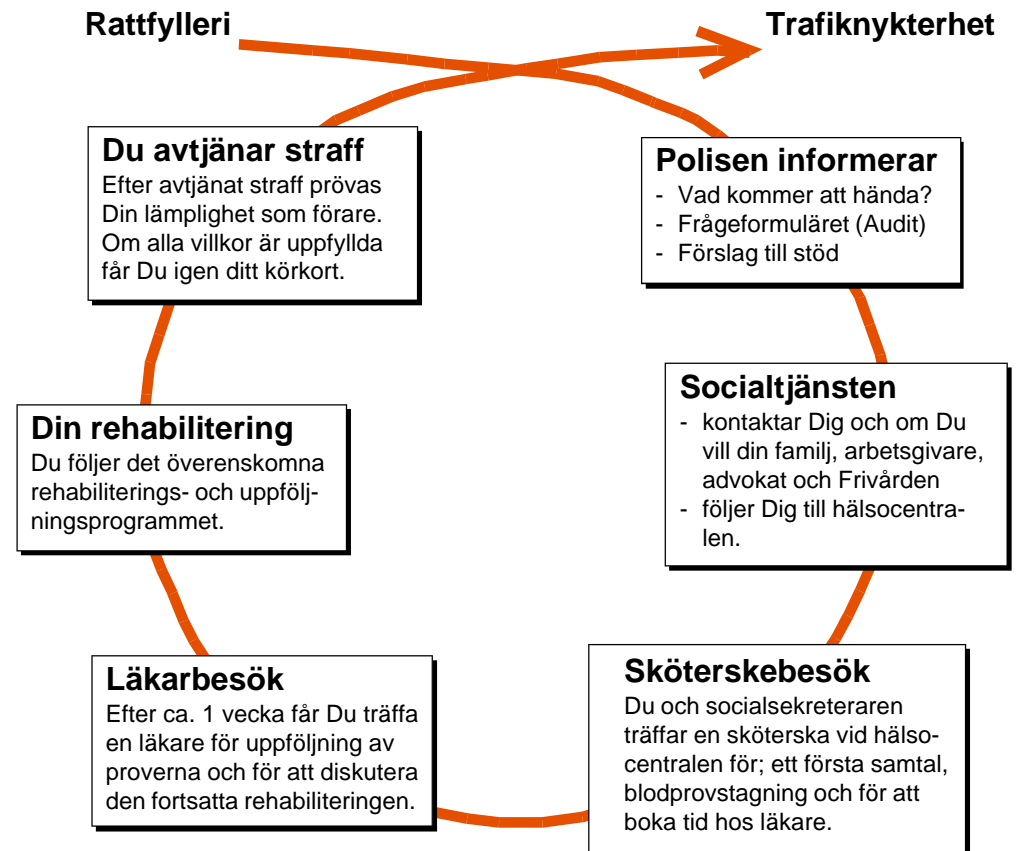 Rattfylleri
Trafiknykterhet
Polisen informerar
- Vad kommer att hända?
- Frågeformuläret (Audit)
- Förslag till stöd
Socialtjänsten
- kontaktar Dig och om Du
vill din familj, arbetsgivare,
advokat och Frivården
- följer Dig till hälsocentra-
len.
Sköterskebesök
Du och socialsekreteraren
träffar en sköterska vid hälso-
centralen för; ett första samtal,
blodprovstagning och för att
boka tid hos läkare.
Läkarbesök
Efter ca. 1 vecka får Du träffa
en läkare för uppföljning av
proverna och för att diskutera
den fortsatta rehabiliteringen.
Din rehabilitering
Du följer det överenskomna
rehabiliterings- och uppfölj-
ningsprogrammet.
Du avtjänar straff
Efter avtjänat straff prövas
Din lämplighet som förare.
Om alla villkor är uppfyllda
får Du igen ditt körkort.